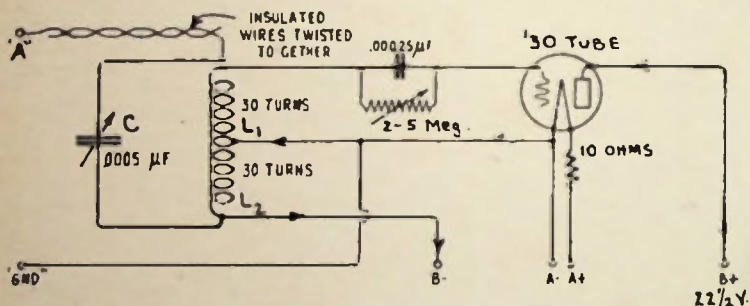 INSULATED
WIRES TWISTED
TO GETHER
"A"
.00025µF
'30 TUBE
C
.0005 µF
30 TURNS
L1
30 TURNS
L2
2-5 Meg.
10 OHMS
"GND"
B-
A-
A+
B+
22½V.